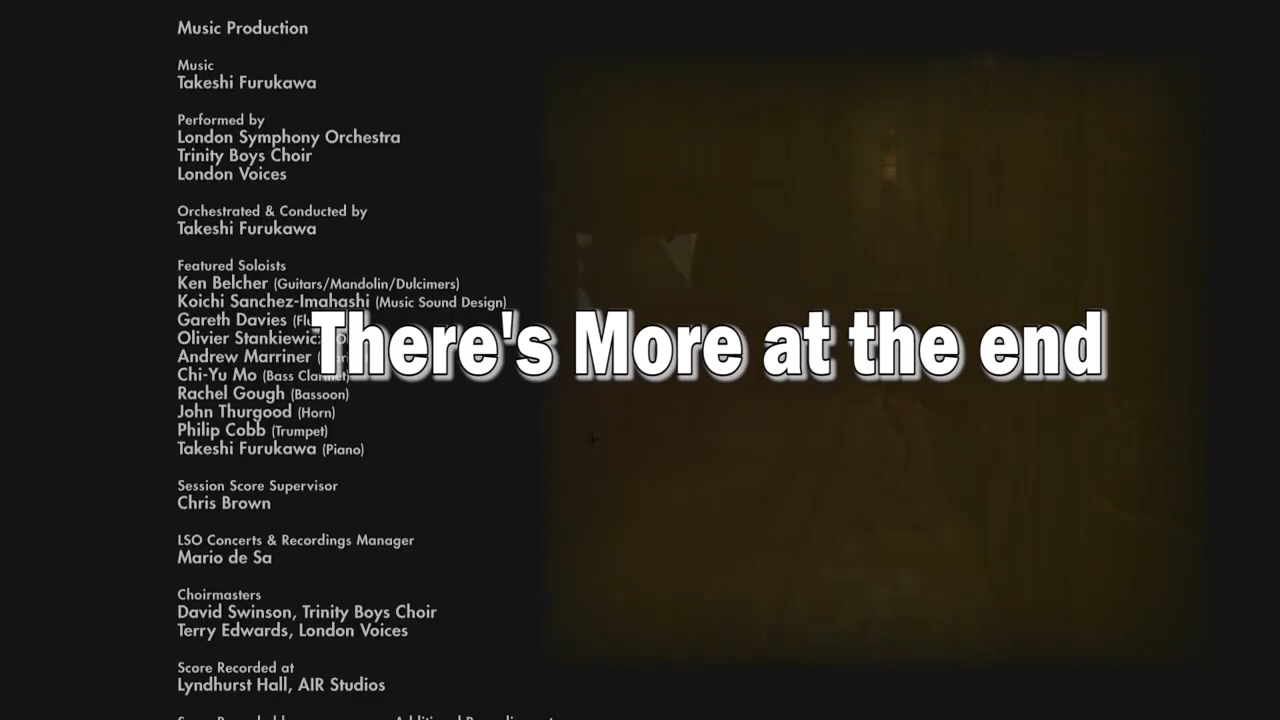 Music Production
Music
Takeshi Furukawa
Performed by
London Symphony Orchestra
Trinity Boys Choir
London Voices
Orchestrated & Conducted by
Takeshi Furukawa
Featured Soloists
Ken Belcher (Guitars/Mandolin/Dulcimers)
Koichi Sanchez-Imahashi (Music Sound Design)
Gareth Davies
Olivier
There's More at the end
Andrew Marriner
Chi-Yu Mo (Bass Clarinet)
Rachel Gough (Bassoon)
John Thurgood (Horn)
Philip Cobb (Trumpet)
Takeshi Furukawa (Piano)
Session Score Supervisor
Chris Brown
LSO Concerts & Recordings Manager
Mario de Sa
Choirmasters
David Swinson, Trinity Boys Choir
Terry Edwards, London Voices
Score Recorded at
Lyndhurst Hall, AIR Studios